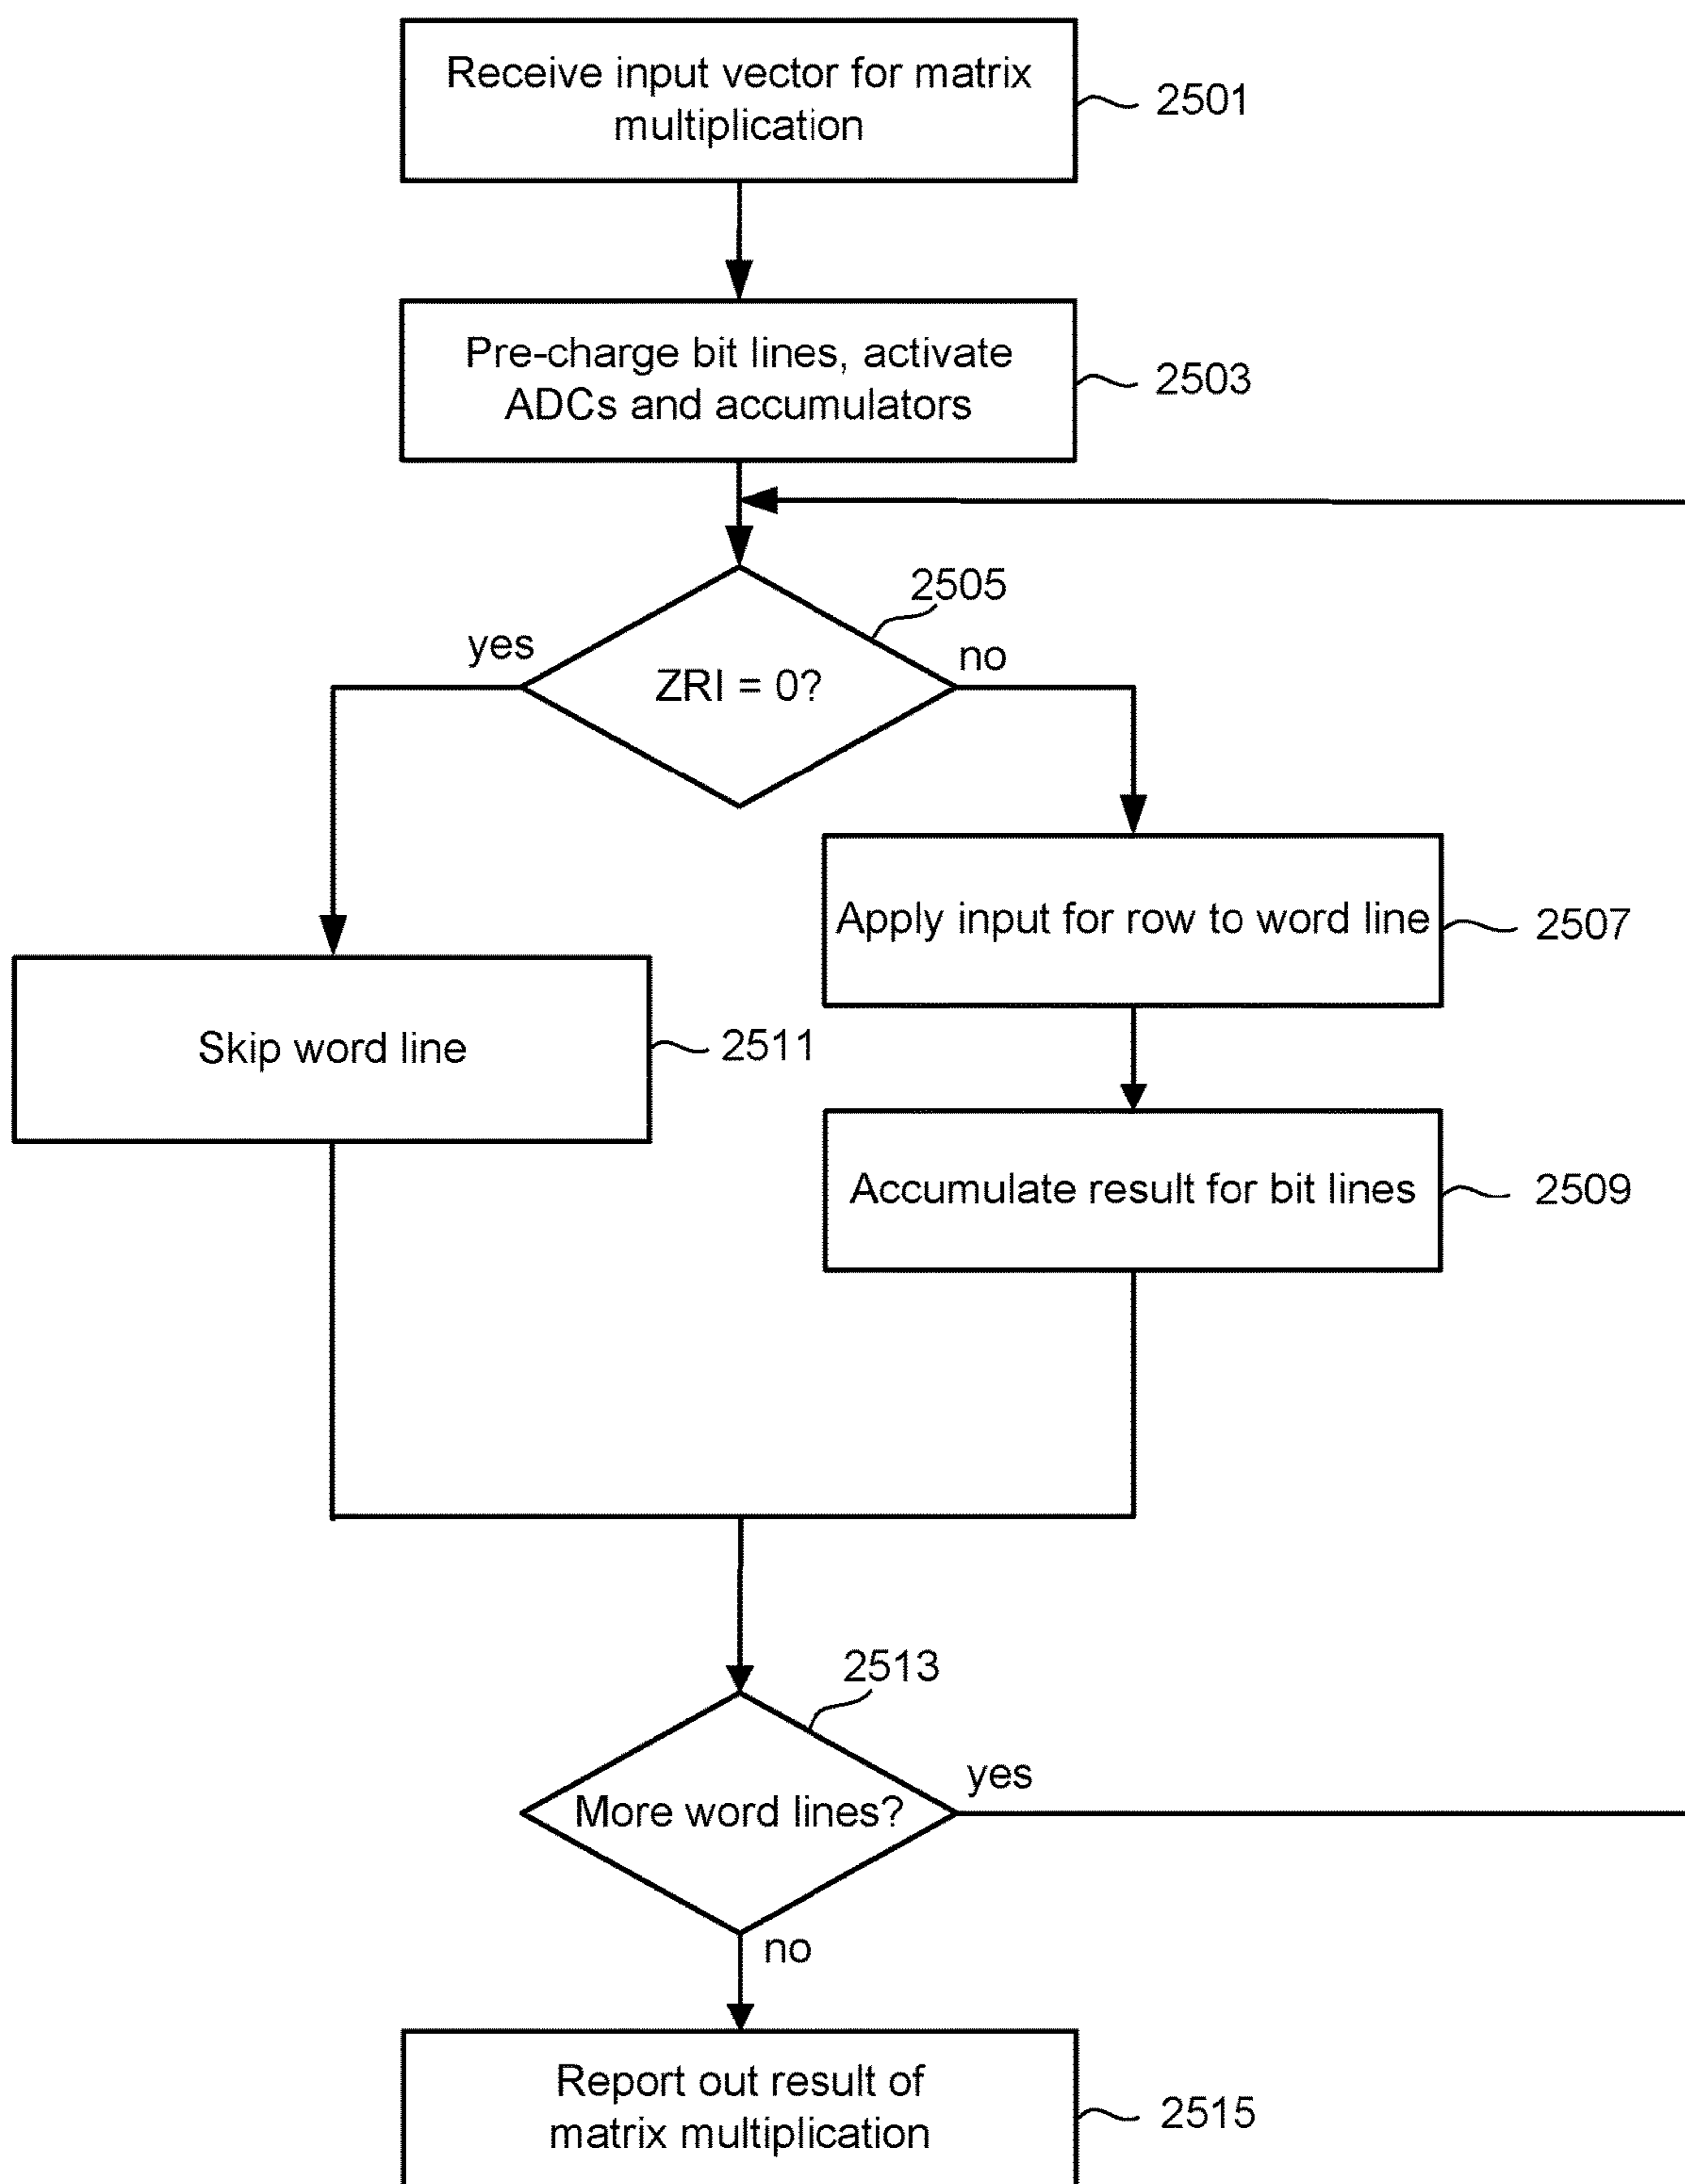 Receive input vector for matrix
multiplication
2501
Pre-charge bit lines, activate
ADCs and accumulators
2503
2505
yes
no
ZRI = 0?
Apply input for row to word line
2507
Skip word line
2511
Accumulate result for bit lines
2509
2513
yes
More word lines?
no
Report out result of
matrix multiplication
2515